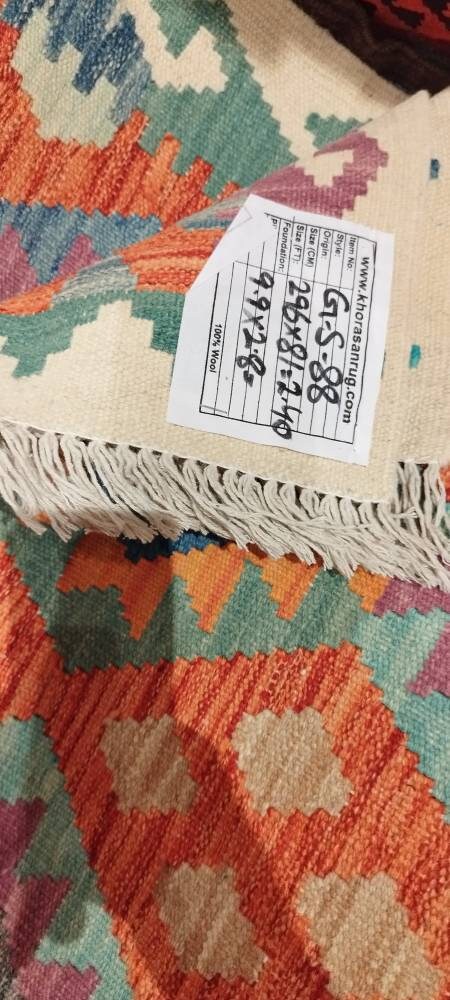 www.khorasanrug.com
Item No: G-S-88
Style:
Origin:
Size (CM) 296x81=2.40
Size (FT): 9.9x2.8=
Foundation:
100% Wool